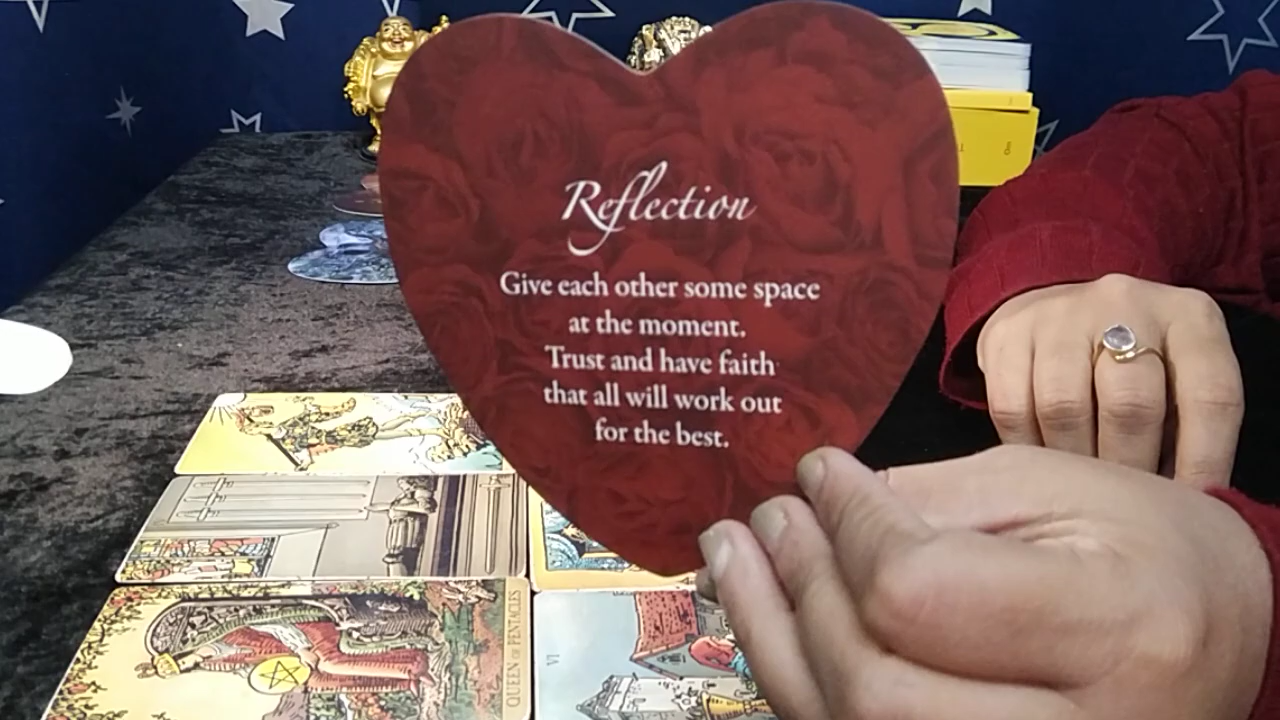 Reflection
Give each other some space
at the moment.
Trust and have faith
that all will work out
for the best.
QUEEN OF PENTACLES
VI